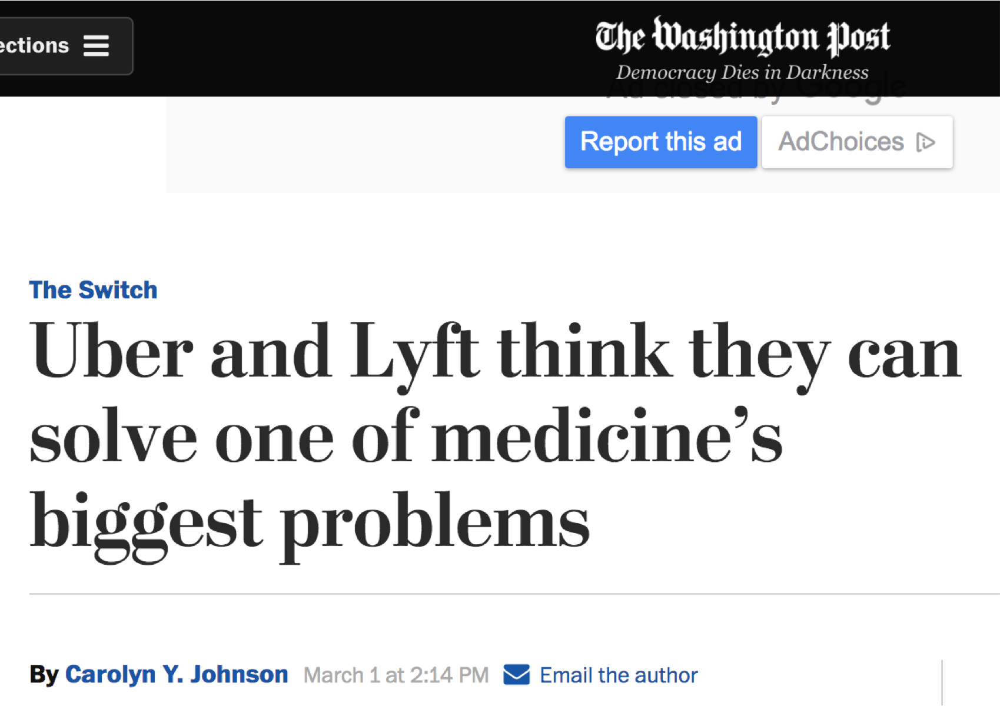 ections
The Washington Post
Democracy Dies in Darkness
Ad closed by Google
Report this ad
AdChoices
The Switch
Uber and Lyft think they can
solve one of medicine’s
biggest problems
By Carolyn Y. Johnson March 1 at 2:14 PM Email the author